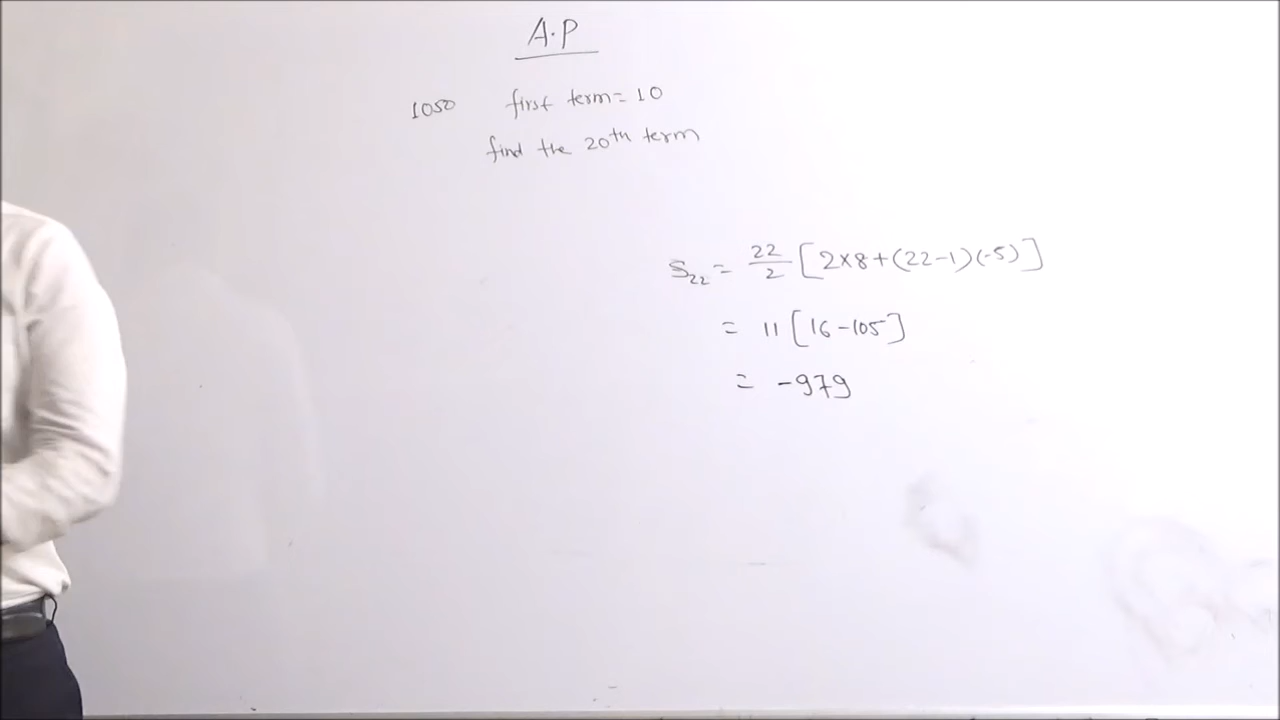 A.P
1050 first term = 10
find the 20th term
S22 = 22/2 [2×8+(22-1)(-5)]
= 11 [16-105]
= -979